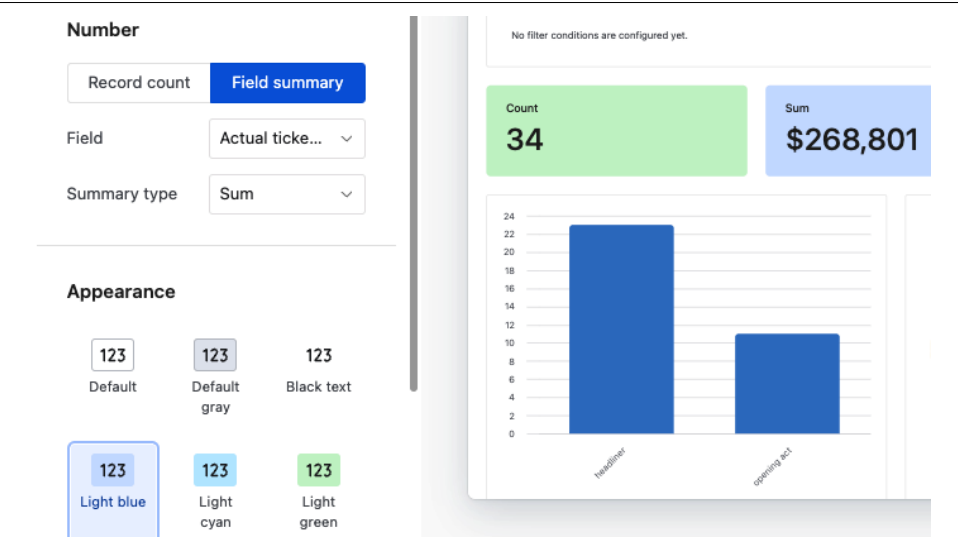 Number
Record count
Field summary
Field
Actual ticke...
Summary type
Sum
Appearance
123
Default
123
Default
gray
123
Black text
123
Light blue
123
Light
cyan
123
Light
green
No filter conditions are configured yet.
Count
34
Sum
$268,801
24
22
20
18
16
14
12
10
8
6
4
2
0
headliner
opening act